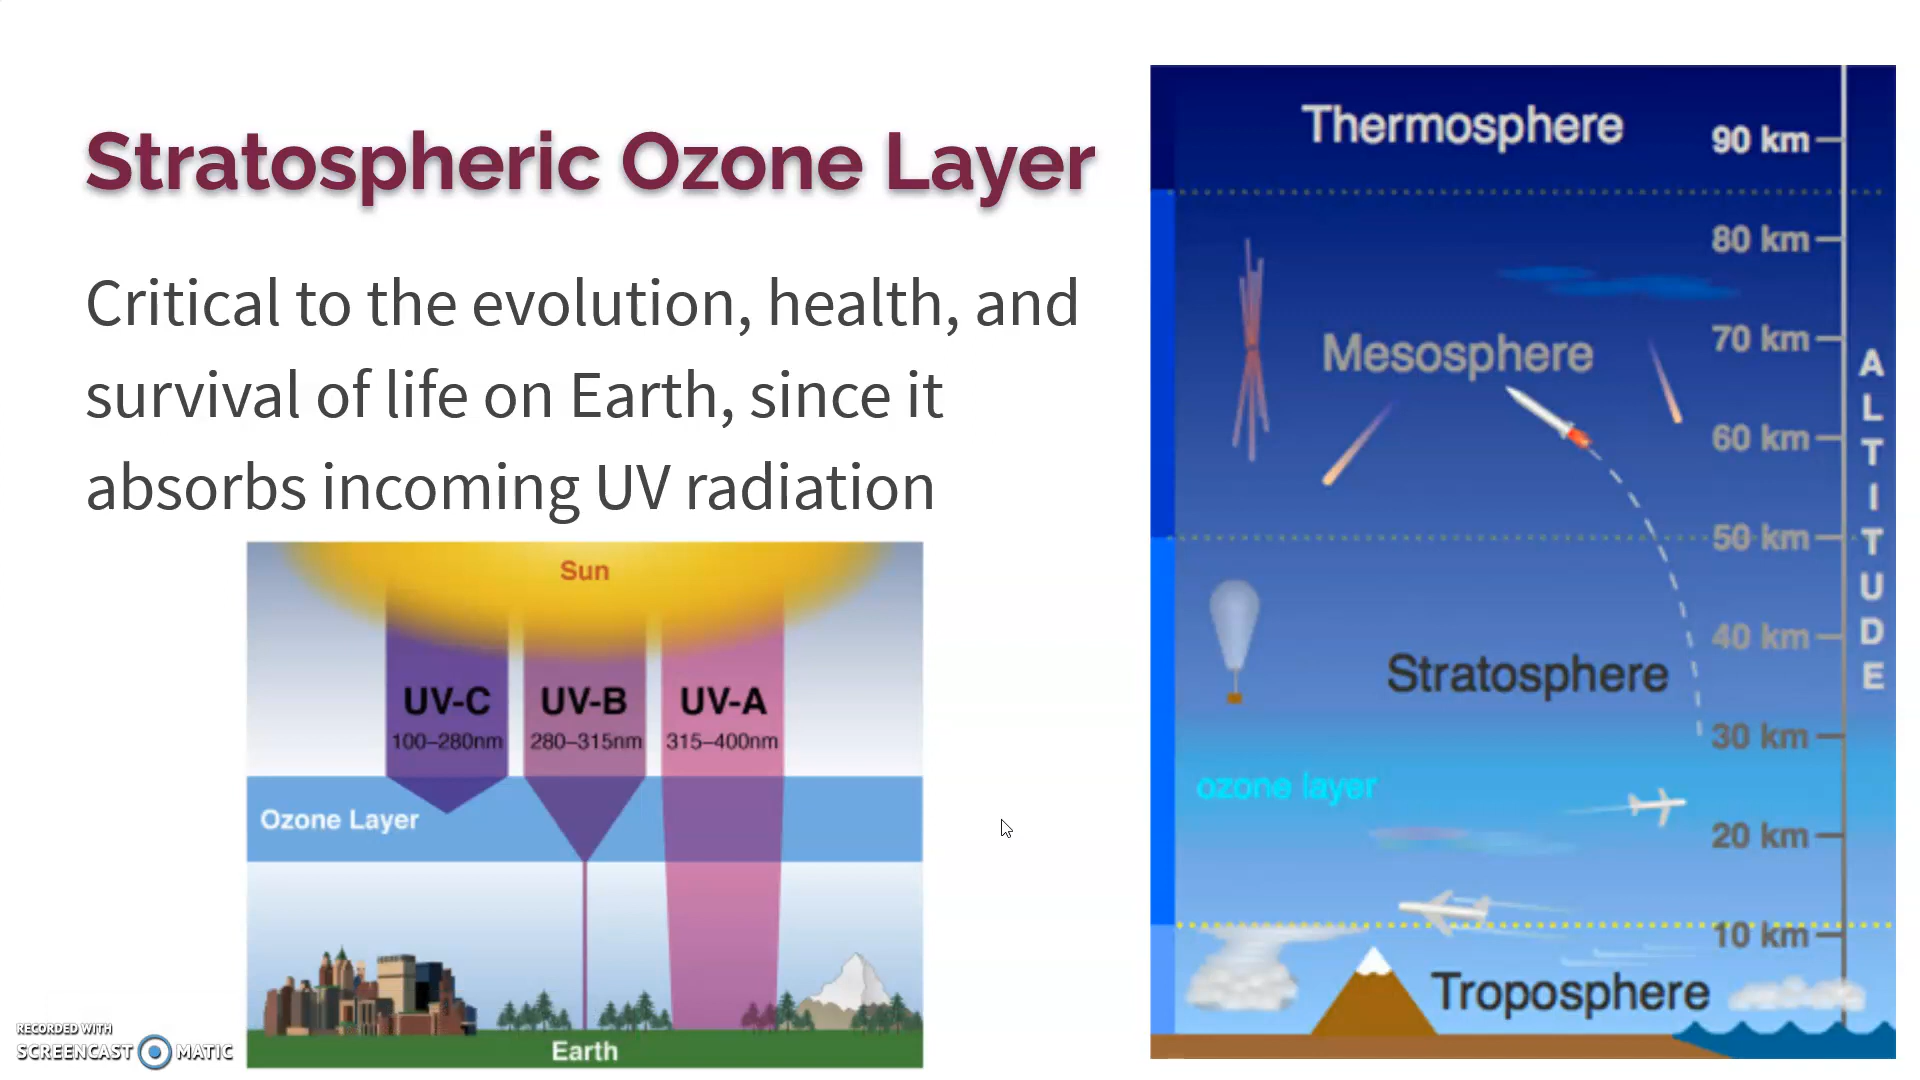 Stratospheric Ozone Layer
Critical to the evolution, health, and
survival of life on Earth, since it
absorbs incoming UV radiation
Sun
UV-C
100–280nm
UV-B
280–315nm
UV-A
315–400nm
Ozone Layer
Earth
Thermosphere
90 km
80 km
Mesosphere
70 km
60 km
50 km
40 km
Stratosphere
30 km
ozone layer
20 km
10 km
Troposphere
ALTITUDE
RECORDED WITH
SCREENCAST MATIC